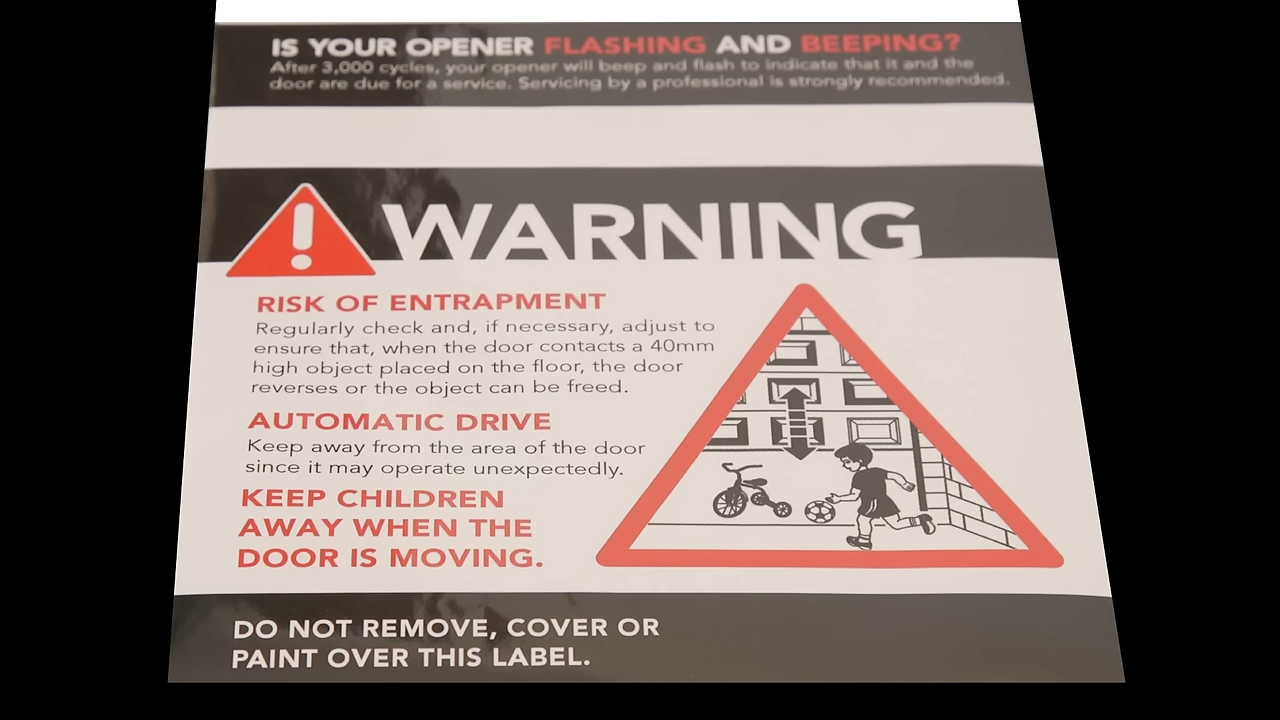 IS YOUR OPENER FLASHING AND BEEPING?
After 3,000 cycles, your opener will beep and flash to indicate that it and the
door are due for a service. Servicing by a professional is strongly recommended.
WARNING
RISK OF ENTRAPMENT
Regularly check and, if necessary, adjust to
ensure that, when the door contacts a 40mm
high object placed on the floor, the door
reverses or the object can be freed.
AUTOMATIC DRIVE
Keep away from the area of the door
since it may operate unexpectedly.
KEEP CHILDREN
AWAY WHEN THE
DOOR IS MOVING.
DO NOT REMOVE, COVER OR
PAINT OVER THIS LABEL.